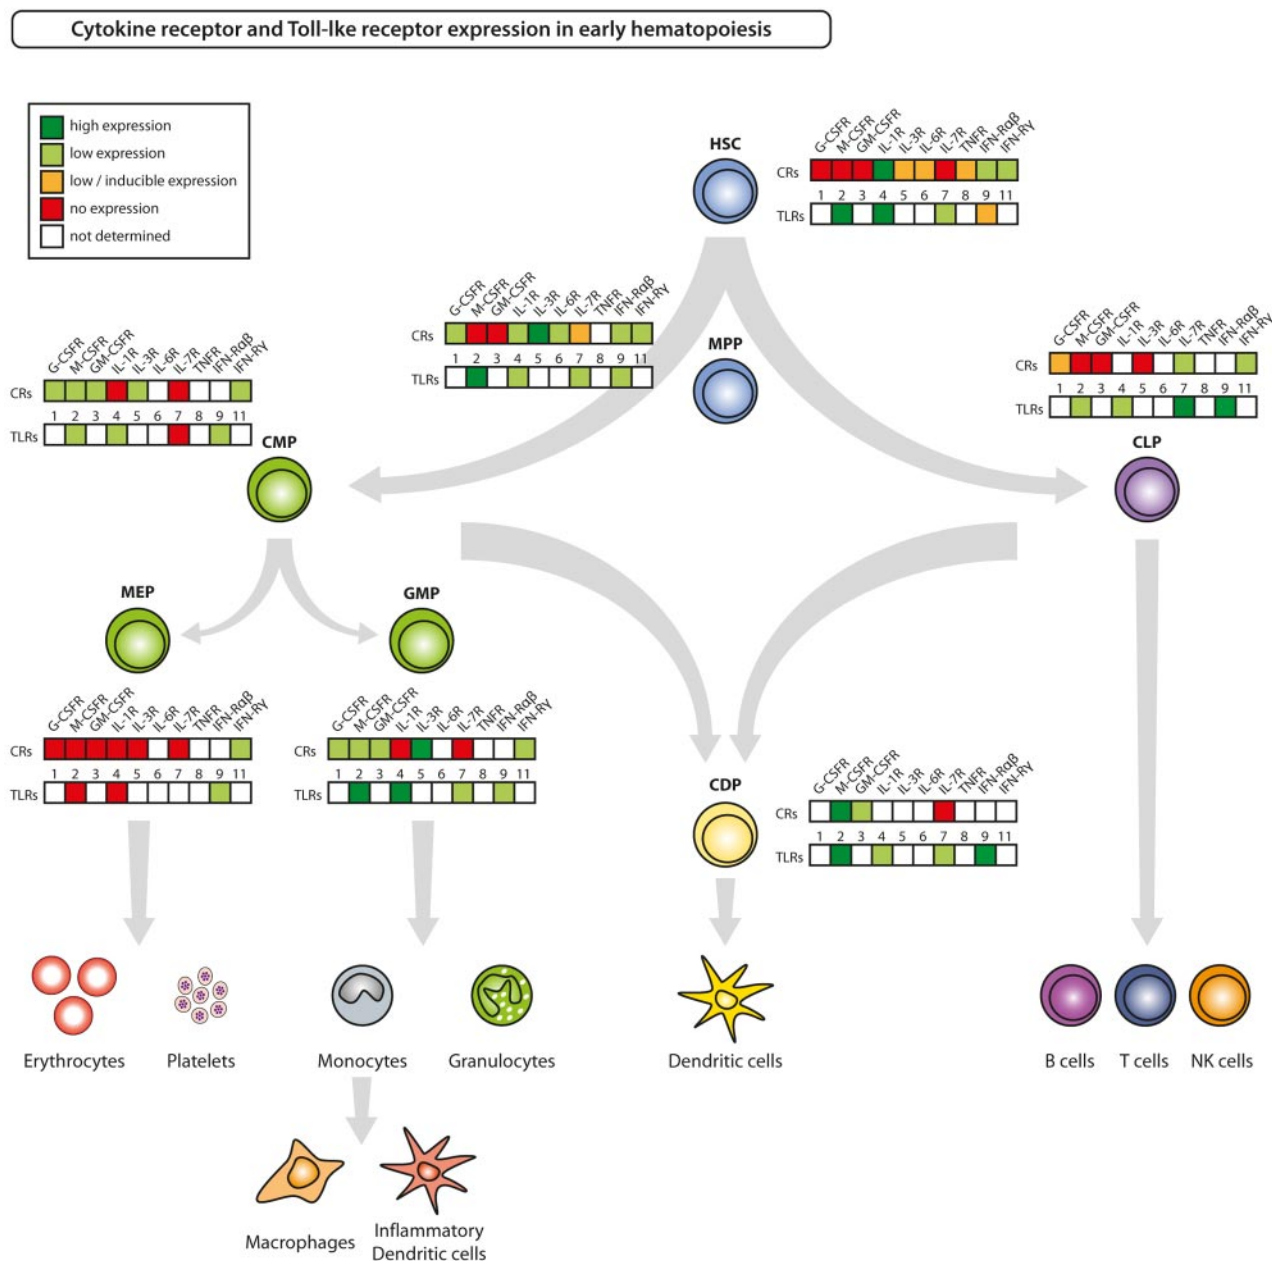 Cytokine receptor and Toll-lke receptor expression in early hematopoiesis
high expression
low expression
low / inducible expression
no expression
not determined
HSC
G-CSFR M-CSFR GM-CSFR IL-1R IL-3R IL-6R IL-7R TNFR IFN-Rαβ IFN-Rγ
CRs
1 2 3 4 5 6 7 8 9 11
TLRs
MPP
G-CSFR M-CSFR GM-CSFR IL-1R IL-3R IL-6R IL-7R TNFR IFN-Rαβ IFN-Rγ
CRs
1 2 3 4 5 6 7 8 9 11
TLRs
G-CSFR M-CSFR GM-CSFR IL-1R IL-3R IL-6R IL-7R TNFR IFN-Rαβ IFN-Rγ
CRs
1 2 3 4 5 6 7 8 9 11
TLRs
CMP
G-CSFR M-CSFR GM-CSFR IL-1R IL-3R IL-6R IL-7R TNFR IFN-Rαβ IFN-Rγ
CRs
1 2 3 4 5 6 7 8 9 11
TLRs
CLP
MEP
G-CSFR M-CSFR GM-CSFR IL-1R IL-3R IL-6R IL-7R TNFR IFN-Rαβ IFN-Rγ
CRs
1 2 3 4 5 6 7 8 9 11
TLRs
GMP
G-CSFR M-CSFR GM-CSFR IL-1R IL-3R IL-6R IL-7R TNFR IFN-Rαβ IFN-Rγ
CRs
1 2 3 4 5 6 7 8 9 11
TLRs
CDP
G-CSFR M-CSFR GM-CSFR IL-1R IL-3R IL-6R IL-7R TNFR IFN-Rαβ IFN-Rγ
CRs
1 2 3 4 5 6 7 8 9 11
TLRs
Erythrocytes
Platelets
Monocytes
Granulocytes
Dendritic cells
B cells
T cells
NK cells
Macrophages
Inflammatory
Dendritic cells